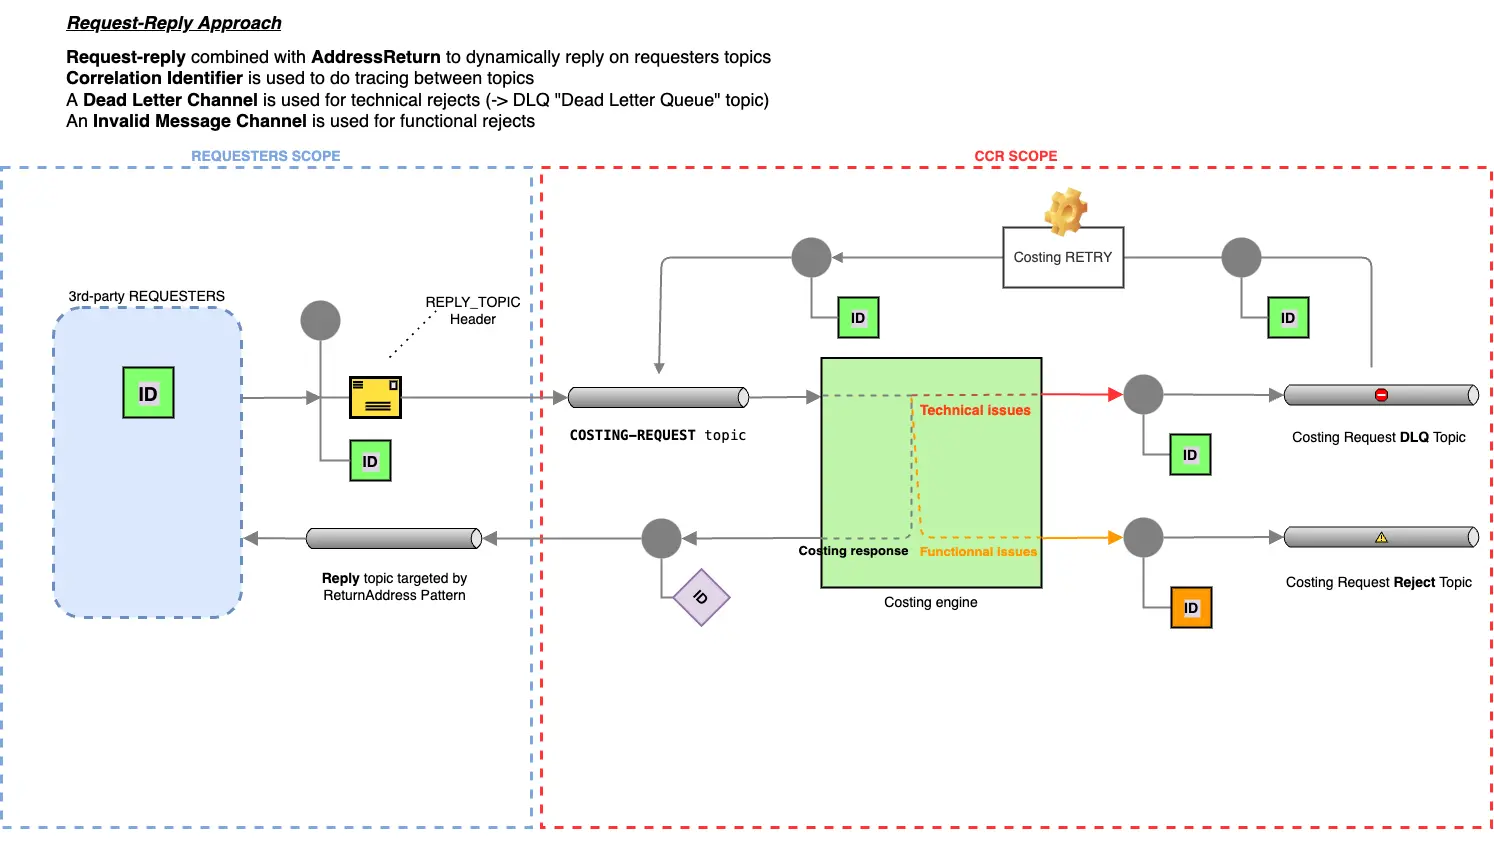 Request-Reply Approach
Request-reply combined with AddressReturn to dynamically reply on requesters topics
Correlation Identifier is used to do tracing between topics
A Dead Letter Channel is used for technical rejects (-> DLQ "Dead Letter Queue" topic)
An Invalid Message Channel is used for functional rejects
REQUESTERS SCOPE
CCR SCOPE
Costing RETRY
ID
ID
3rd-party REQUESTERS
REPLY_TOPIC
Header
ID
ID
COSTING-REQUEST topic
Technical issues
ID
Costing Request DLQ Topic
Costing response
Functionnal issues
Reply topic targeted by
ReturnAddress Pattern
ID
Costing engine
ID
Costing Request Reject Topic